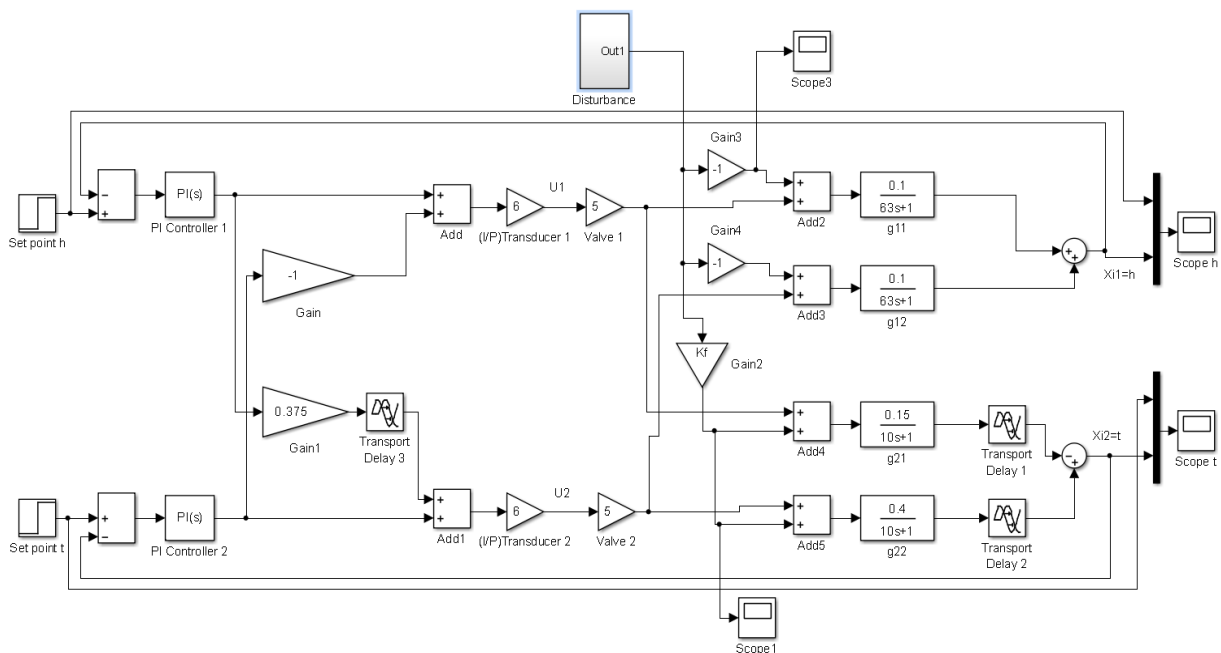 Out1
Disturbance
Scope3
Gain3
-1
−
+
PI(s)
PI Controller 1
Set point h
+
+
Add
6
(I/P)Transducer 1
U1
5
Valve 1
+
+
Add2
0.1
63s+1
g11
Gain4
-1
+
+
Add3
0.1
63s+1
g12
+
+
Xi1=h
Scope h
-1
Gain
Kf
Gain2
0.375
Gain1
Transport
Delay 3
+
+
Add4
0.15
10s+1
g21
Transport
Delay 1
−
+
Xi2=t
Scope t
Set point t
+
−
PI(s)
PI Controller 2
+
+
Add1
6
(I/P)Transducer 2
U2
5
Valve 2
+
+
Add5
0.4
10s+1
g22
Transport
Delay 2
Scope1